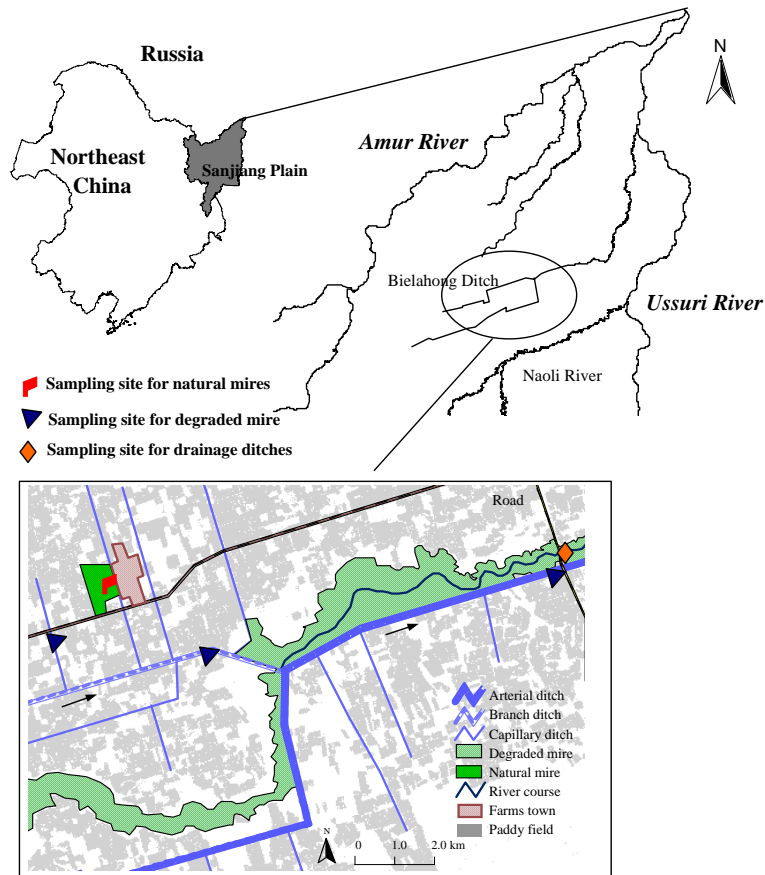 Russia
N
Amur River
Northeast
China
Sanjiang Plain
Bielahong Ditch
Ussuri River
Naoli River
Sampling site for natural mires
Sampling site for degraded mire
Sampling site for drainage ditches
Road
Arterial ditch
Branch ditch
Capillary ditch
Degraded mire
Natural mire
River course
Farms town
Paddy field
N
0 1.0 2.0 km